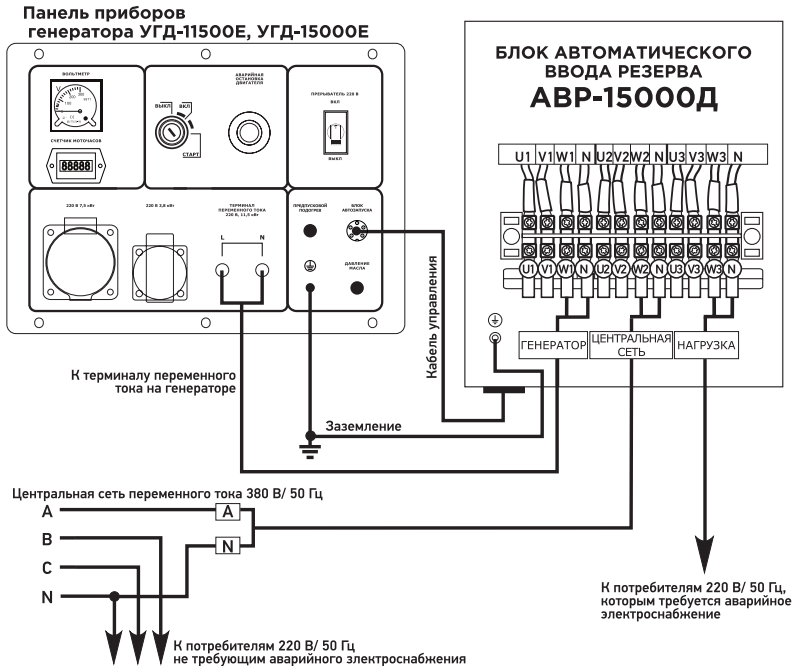 Панель приборов
генератора УГД-11500Е, УГД-15000Е
ВОЛЬТМЕТР
СЧЕТЧИК МОТОЧАСОВ
88888
ВЫКЛ
ВКЛ
СТАРТ
АВАРИЙНАЯ
ОСТАНОВКА
ДВИГАТЕЛЯ
ПРЕРЫВАТЕЛЬ 220 В
ВКЛ
ВЫКЛ
220 В 7,5 кВт
220 В 3,8 кВт
ТЕРМИНАЛ
ПЕРЕМЕННОГО ТОКА
220 В, 11,5 кВт
L N
ПРЕДПУСКОВОЙ
ПОДОГРЕВ
БЛОК
АВТОЗАПУСКА
ДАВЛЕНИЕ
МАСЛА
БЛОК АВТОМАТИЧЕСКОГО
ВВОДА РЕЗЕРВА
АВР-15000Д
U1 V1 W1 N U2 V2 W2 N U3 V3 W3 N
U1 V1 W1 N U2 V2 W2 N U3 V3 W3 N
ГЕНЕРАТОР
ЦЕНТРАЛЬНАЯ
СЕТЬ
НАГРУЗКА
Кабель управления
К терминалу переменного
тока на генераторе
Заземление
Центральная сеть переменного тока 380 В/ 50 Гц
A A
B
C
N N
К потребителям 220 В/ 50 Гц
не требующим аварийного злектроснабжения
К потребителям 220 В/ 50 Гц,
которым требуется аварийное
электроснабжение